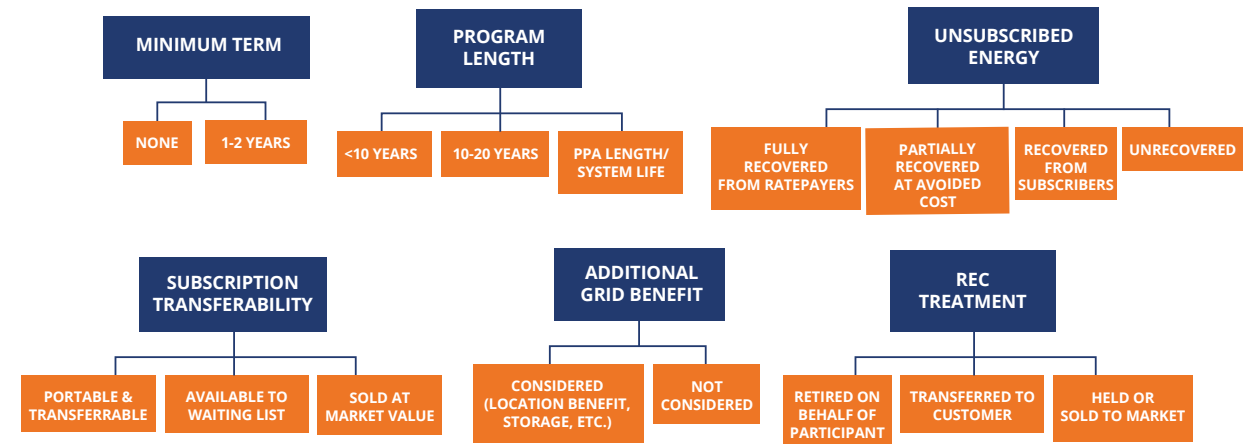 MINIMUM TERM
NONE
1-2 YEARS
PROGRAM
LENGTH
<10 YEARS
10-20 YEARS
PPA LENGTH/
SYSTEM LIFE
UNSUBSCRIBED
ENERGY
FULLY
RECOVERED
FROM RATEPAYERS
PARTIALLY
RECOVERED
AT AVOIDED
COST
RECOVERED
FROM
SUBSCRIBERS
UNRECOVERED
SUBSCRIPTION
TRANSFERABILITY
PORTABLE &
TRANSFERRABLE
AVAILABLE TO
WAITING LIST
SOLD AT
MARKET VALUE
ADDITIONAL
GRID BENEFIT
CONSIDERED
(LOCATION BENEFIT,
STORAGE, ETC.)
NOT
CONSIDERED
REC
TREATMENT
RETIRED ON
BEHALF OF
PARTICIPANT
TRANSFERRED TO
CUSTOMER
HELD OR
SOLD TO MARKET